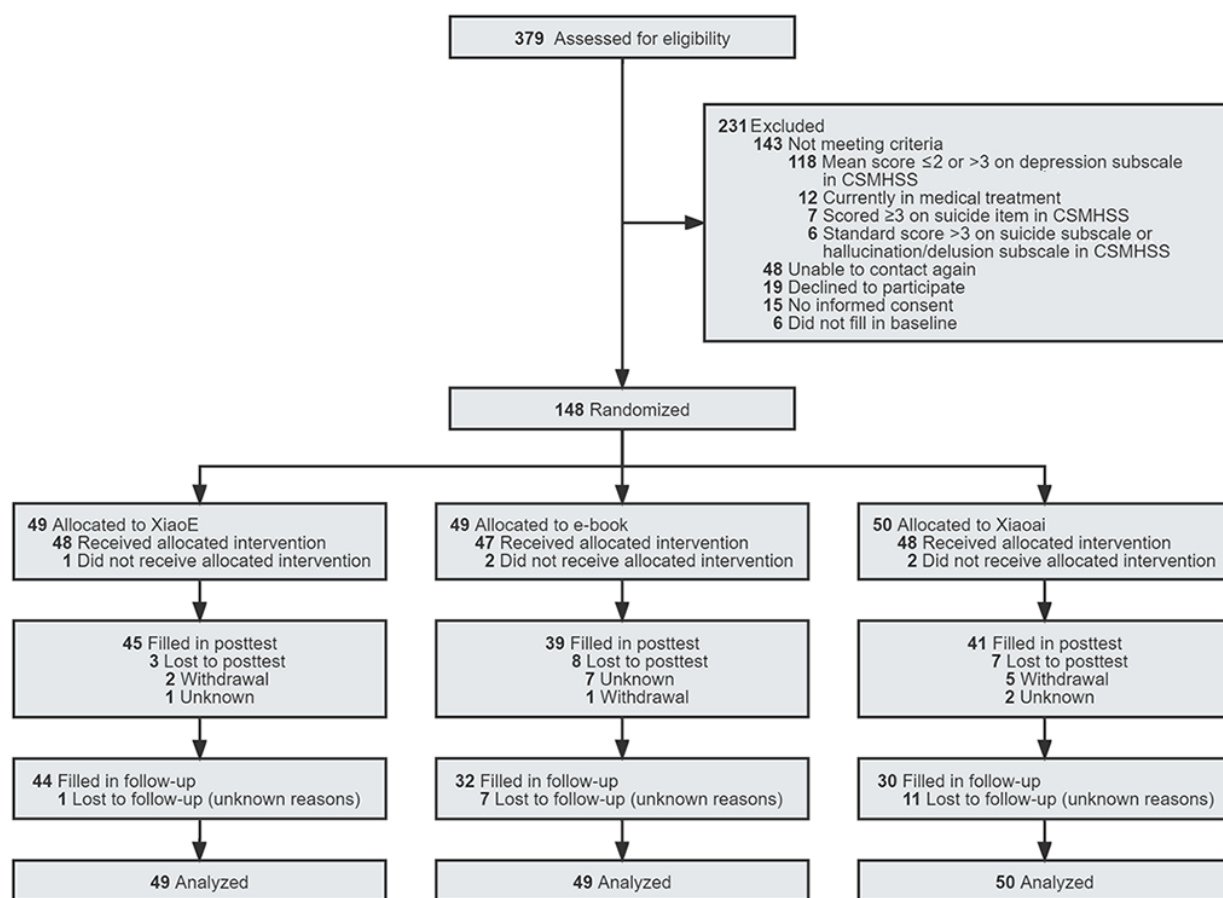 379 Assessed for eligibility
231 Excluded
143 Not meeting criteria
118 Mean score ≤2 or >3 on depression subscale
in CSMHSS
12 Currently in medical treatment
7 Scored ≥3 on suicide item in CSMHSS
6 Standard score >3 on suicide subscale or
hallucination/delusion subscale in CSMHSS
48 Unable to contact again
19 Declined to participate
15 No informed consent
6 Did not fill in baseline
148 Randomized
49 Allocated to XiaoE
48 Received allocated intervention
1 Did not receive allocated intervention
49 Allocated to e-book
47 Received allocated intervention
2 Did not receive allocated intervention
50 Allocated to Xiaoai
48 Received allocated intervention
2 Did not receive allocated intervention
45 Filled in posttest
3 Lost to posttest
2 Withdrawal
1 Unknown
39 Filled in posttest
8 Lost to posttest
7 Unknown
1 Withdrawal
41 Filled in posttest
7 Lost to posttest
5 Withdrawal
2 Unknown
44 Filled in follow-up
1 Lost to follow-up (unknown reasons)
32 Filled in follow-up
7 Lost to follow-up (unknown reasons)
30 Filled in follow-up
11 Lost to follow-up (unknown reasons)
49 Analyzed
49 Analyzed
50 Analyzed